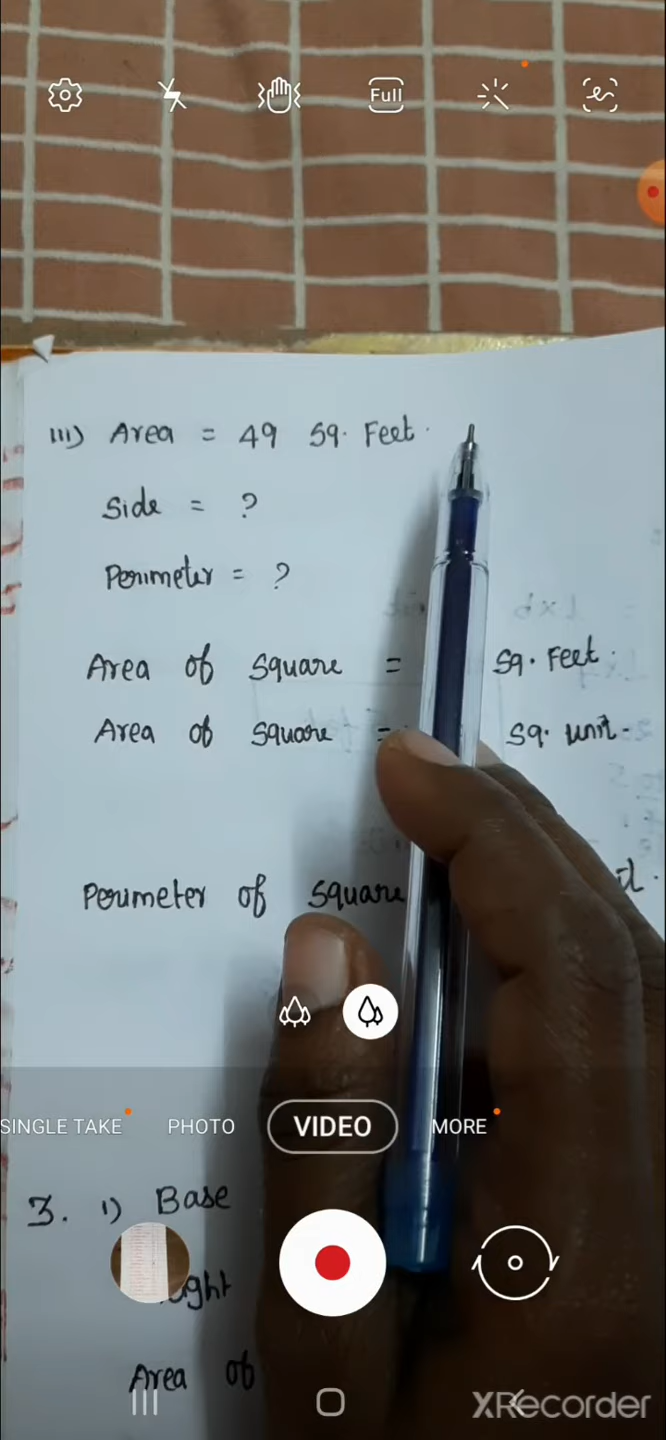 Full
III) Area = 49 Sq. Feet.
Side = ?
Perimeter = ?
Area of Square = Sq. Feet.
Area of Square = Sq. unit.
Perimeter of Square
SINGLE TAKE PHOTO VIDEO MORE
3. i) Base
Area of
XRecorder